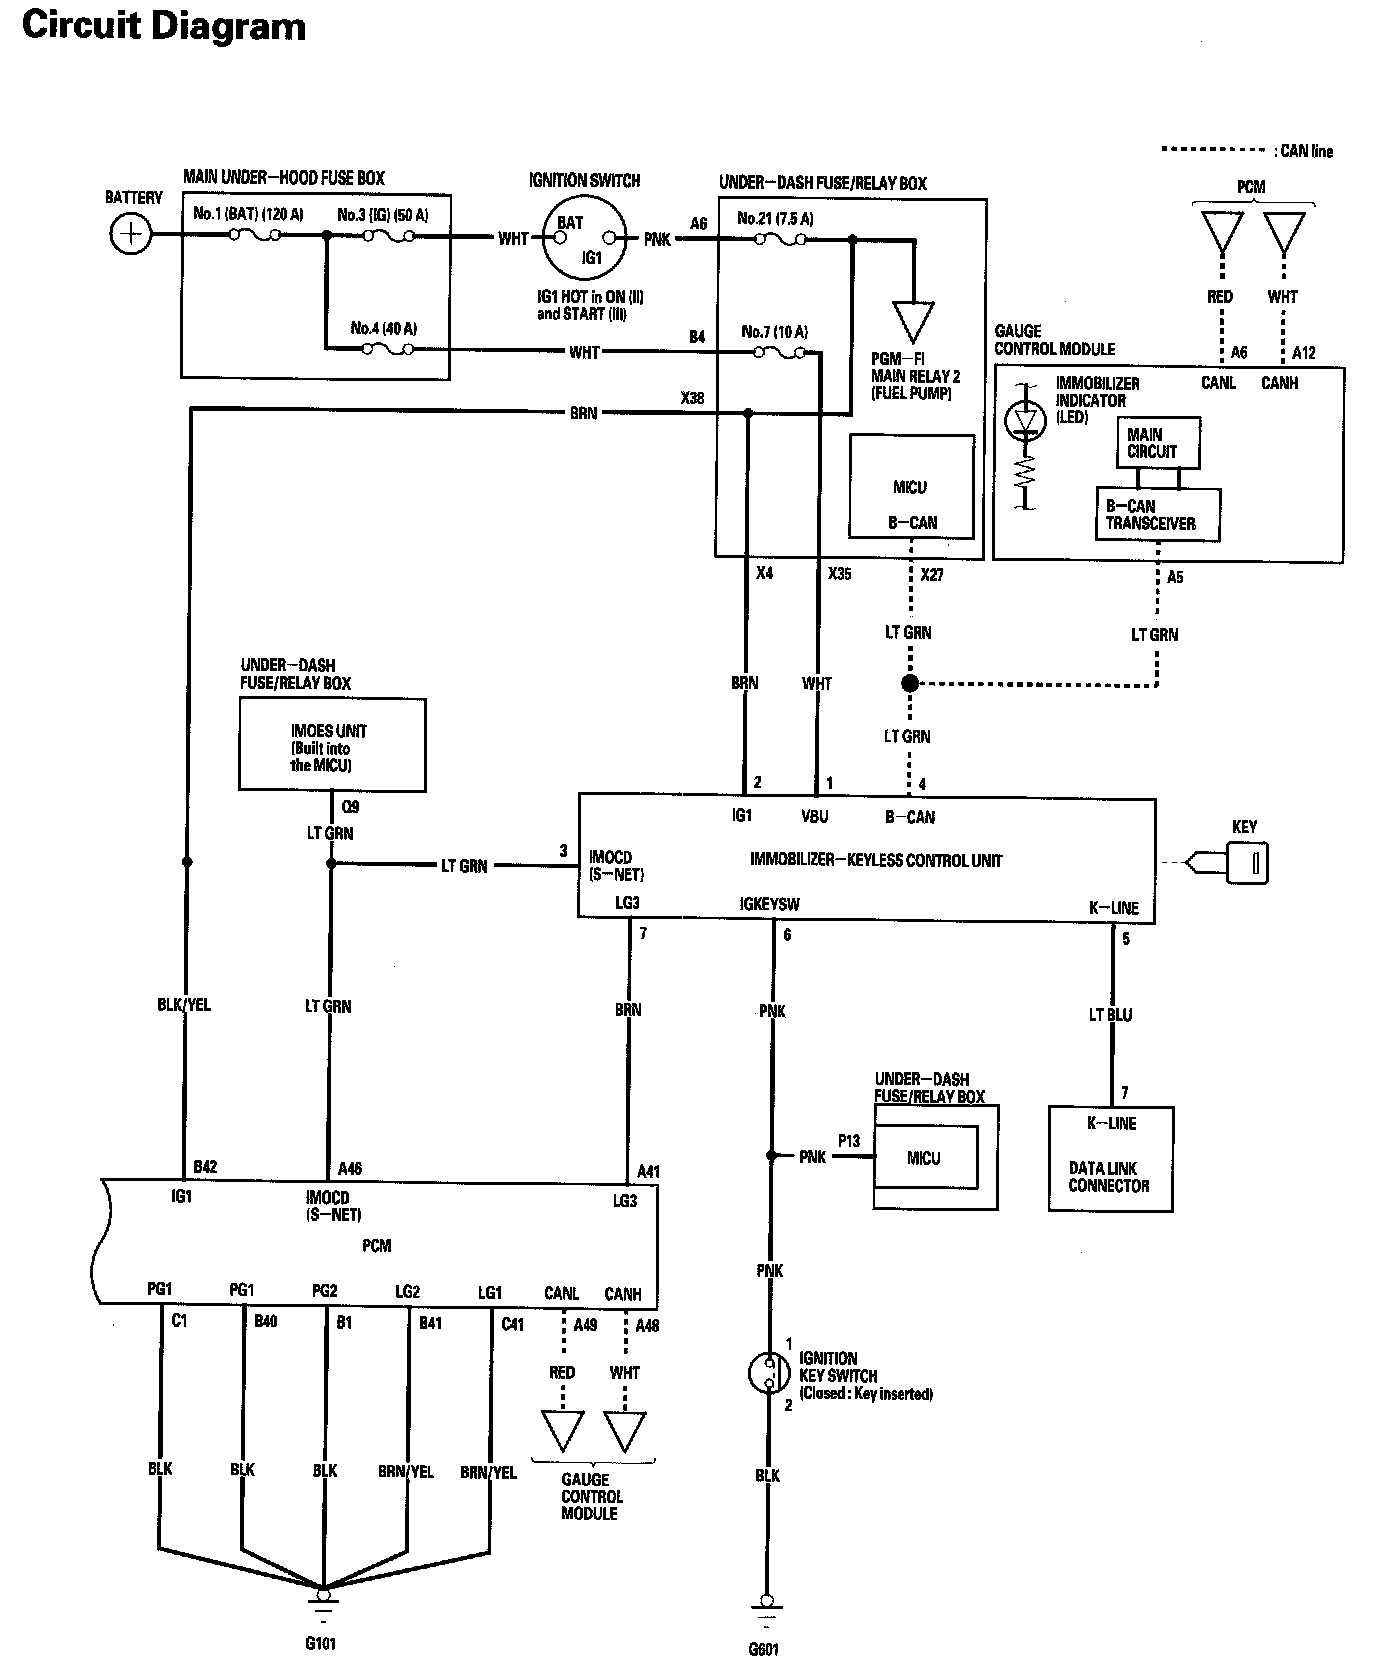 Circuit Diagram
: CAN line
MAIN UNDER-HOOD FUSE BOX
IGNITION SWITCH
UNDER-DASH FUSE/RELAY BOX
PCM
BATTERY
No.1 (BAT) (120 A)
No.3 (IG) (50 A)
BAT
IG1
WHT
PNK
A6
No.21 (7.5 A)
IG1 HOT in ON (II)
and START (III)
RED
WHT
No.4 (40 A)
WHT
B4
No.7 (10 A)
PGM-FI
MAIN RELAY 2
(FUEL PUMP)
GAUGE
CONTROL MODULE
A6
A12
CANL
CANH
IMMOBILIZER
INDICATOR
(LED)
BRN
X38
MAIN
CIRCUIT
MICU
B-CAN
B-CAN
TRANSCEIVER
X4
X35
X27
A5
LT GRN
LT GRN
UNDER-DASH
FUSE/RELAY BOX
BRN
WHT
IMOES UNIT
(Built into
the MICU)
LT GRN
Q9
2
1
4
LT GRN
IG1
VBU
B-CAN
KEY
LT GRN
3
IMOCD
(S-NET)
IMMOBILIZER-KEYLESS CONTROL UNIT
LG3
IGKEYSW
K-LINE
7
6
5
BLK/YEL
LT GRN
BRN
PNK
LT BLU
UNDER-DASH
FUSE/RELAY BOX
7
K-LINE
PNK
P13
MICU
DATA LINK
CONNECTOR
B42
A46
A41
IG1
IMOCD
(S-NET)
LG3
PCM
PNK
PG1
PG1
PG2
LG2
LG1
CANL
CANH
C1
B40
B1
B41
C41
A49
A48
1
IGNITION
KEY SWITCH
(Closed : Key inserted)
2
RED
WHT
BLK
BLK
BLK
BRN/YEL
BRN/YEL
GAUGE
CONTROL
MODULE
BLK
G101
G601